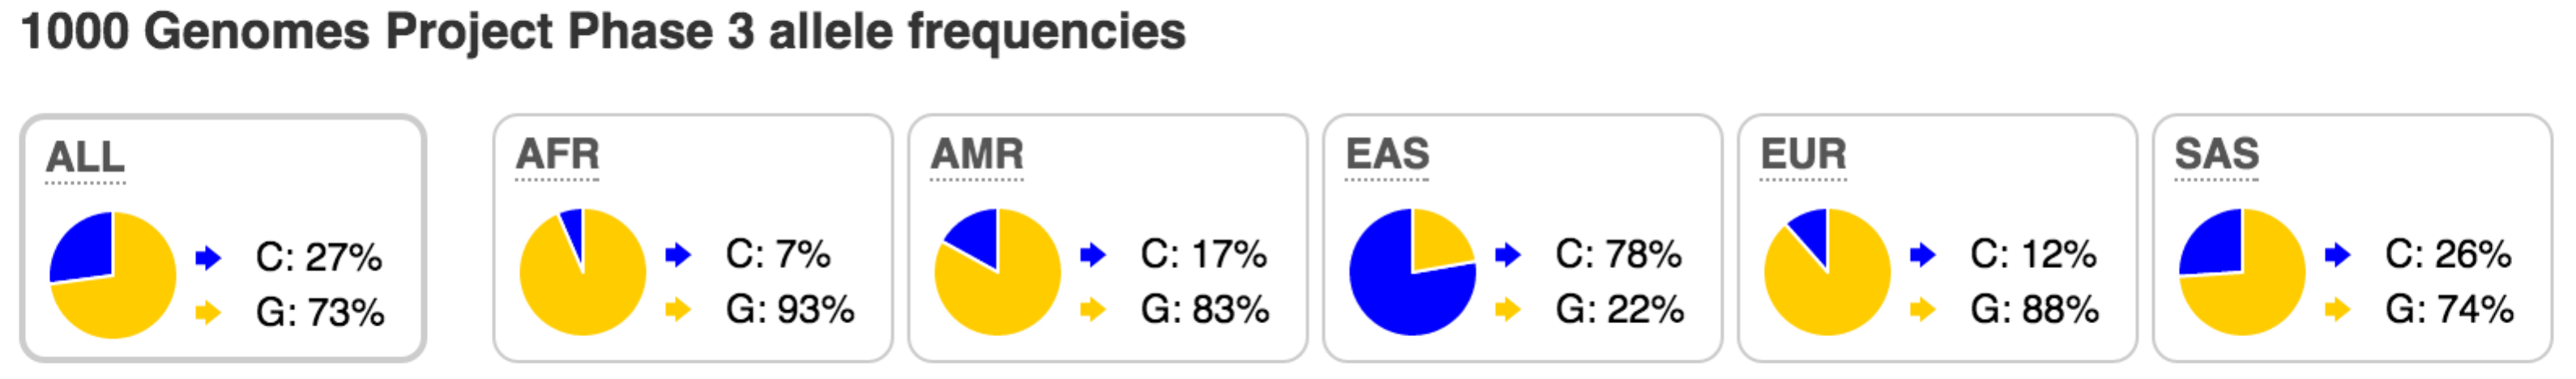 1000 Genomes Project Phase 3 allele frequencies
ALL
C: 27%
G: 73%
AFR
C: 7%
G: 93%
AMR
C: 17%
G: 83%
EAS
C: 78%
G: 22%
EUR
C: 12%
G: 88%
SAS
C: 26%
G: 74%